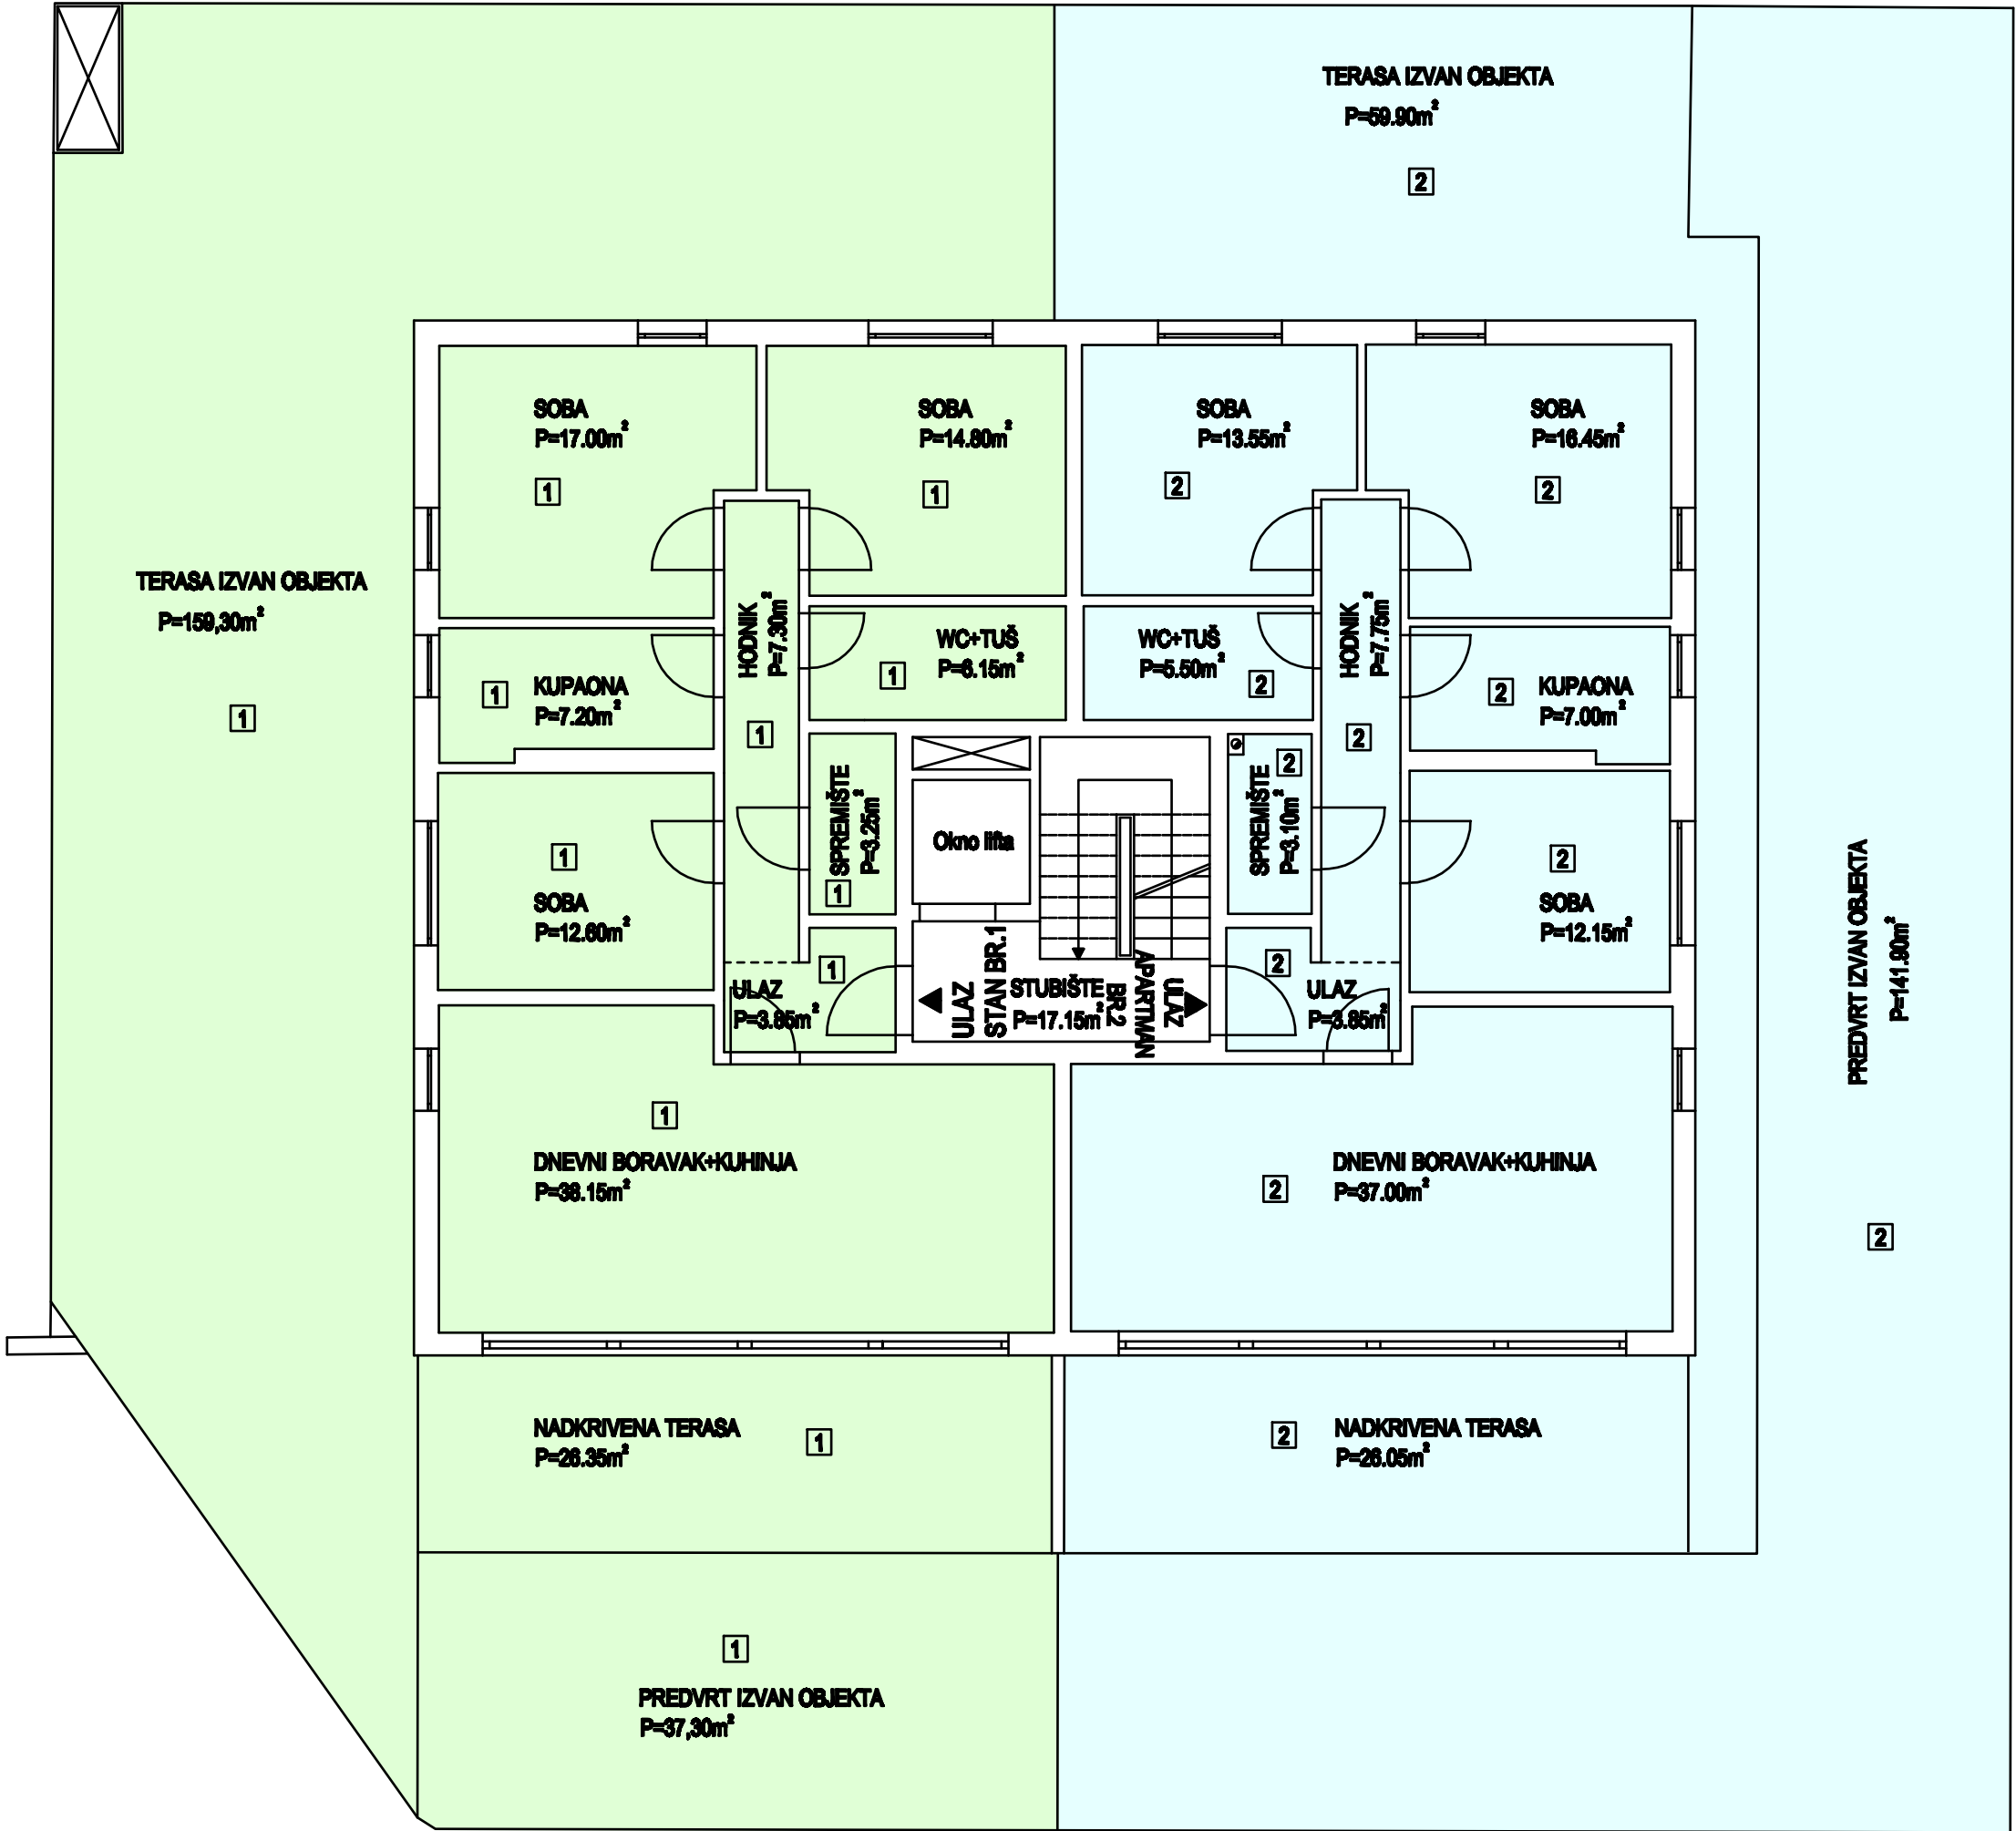 TERASA IZVAN OBJEKTA
P=59.90m²
2
SOBA
P=17.00m²
1
SOBA
P=14.80m²
1
SOBA
P=13.55m²
2
SOBA
P=16.45m²
2
TERASA IZVAN OBJEKTA
P=159,30m²
1
HODNIK
P=7.30m²
1
WC+TUŠ
P=6.15m²
1
WC+TUŠ
P=5.50m²
2
HODNIK
P=7.75m²
2
KUPAONA
P=7.20m²
1
KUPAONA
P=7.00m²
2
SPREMIŠTE
P=3.25m²
1
Okno lifta
SPREMIŠTE
P=3.10m²
2
1
SOBA
P=12.60m²
2
SOBA
P=12.15m²
PREDVRT IZVAN OBJEKTA
P=141.90m²
2
1
ULAZ
P=3.85m²
ULAZ
STAN BR.1
STUBIŠTE
P=17.15m²
ULAZ
APARTMAN
BR.2
2
ULAZ
P=3.85m²
1
DNEVNI BORAVAK+KUHINJA
P=38.15m²
DNEVNI BORAVAK+KUHINJA
P=37.00m²
2
NADKRIVENA TERASA
P=26.35m²
1
2
NADKRIVENA TERASA
P=26.05m²
1
PREDVRT IZVAN OBJEKTA
P=37,30m²